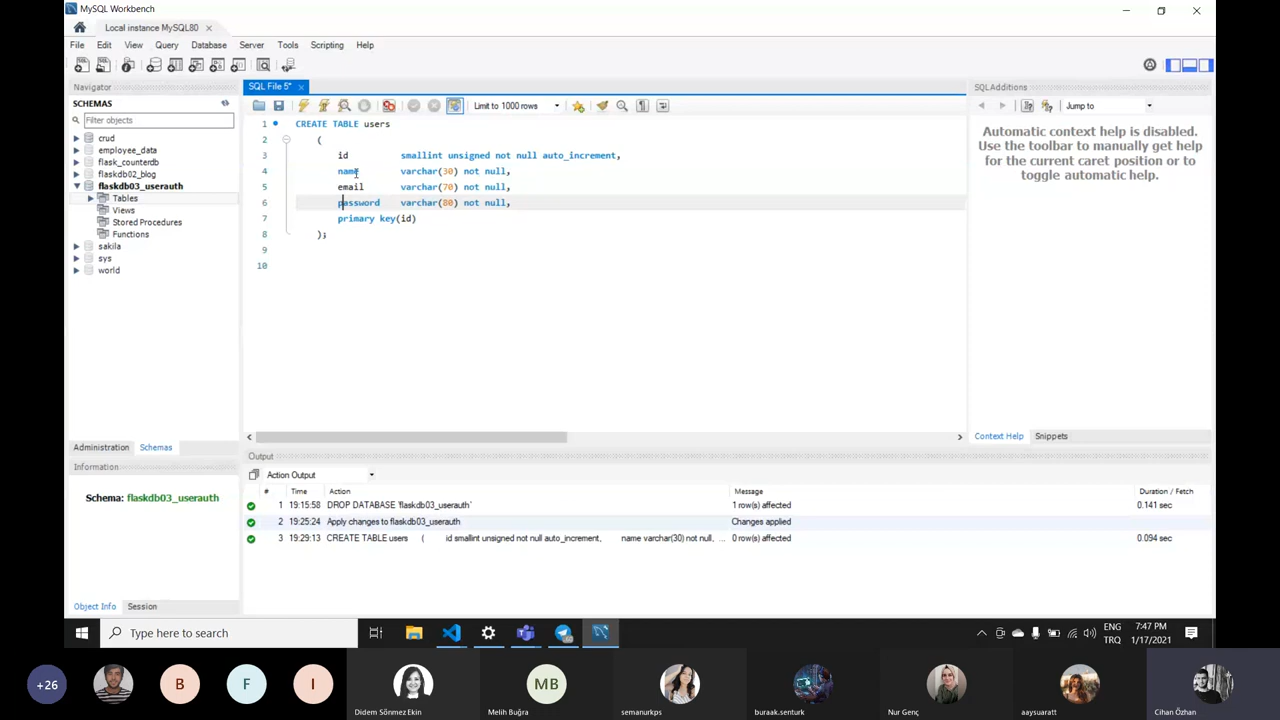 MySQL Workbench
Local instance MySQL80
File Edit View Query Database Server Tools Scripting Help
Navigator
SCHEMAS
Filter objects
crud
employee_data
flask_counterdb
flaskdb02_blog
flaskdb03_userauth
Tables
Views
Stored Procedures
Functions
sakila
sys
world
Administration Schemas
Information
Schema: flaskdb03_userauth
Object Info Session
SQL File 5*
Limit to 1000 rows
1 CREATE TABLE users
2 (
3 id smallint unsigned not null auto_increment,
4 name varchar(30) not null,
5 email varchar(70) not null,
6 password varchar(80) not null,
7 primary key(id)
8 );
9
10
SQLAdditions
Jump to
Automatic context help is disabled.
Use the toolbar to manually get help
for the current caret position or to
toggle automatic help.
Context Help Snippets
Output
Action Output
# Time Action Message Duration / Fetch
1 19:15:58 DROP DATABASE `flaskdb03_userauth` 1 row(s) affected 0.141 sec
2 19:25:24 Apply changes to flaskdb03_userauth Changes applied
3 19:29:13 CREATE TABLE users ( id smallint unsigned not null auto_increment, name varchar(30) not null, ... 0 row(s) affected 0.094 sec
Type here to search
ENG
TRQ
7:47 PM
1/17/2021
+26
B
F
I
Didem Sönmez Ekin
MB
Melih Buğra
semanurkps
buraak.senturk
Nur Genç
aaysuaratt
Cihan Özhan